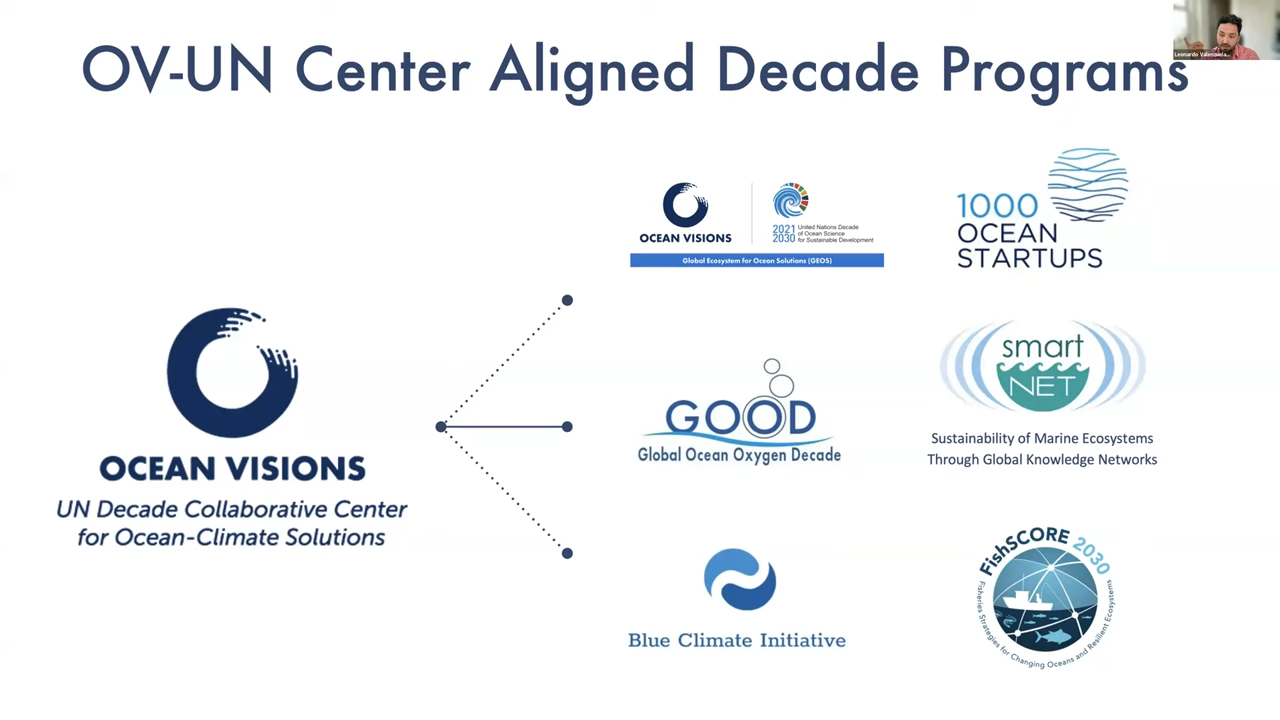 OV-UN Center Aligned Decade Programs
OCEAN VISIONS
UN Decade Collaborative Center
for Ocean-Climate Solutions
OCEAN VISIONS
2021
2030
United Nations Decade
of Ocean Science
for Sustainable Development
Global Ecosystem for Ocean Solutions (GEOS)
1000
OCEAN
STARTUPS
GOOD
Global Ocean Oxygen Decade
smart
NET
Sustainability of Marine Ecosystems
Through Global Knowledge Networks
Blue Climate Initiative
FishSCORE 2030
Fisheries Strategies for Changing Oceans and Resilient Ecosystems